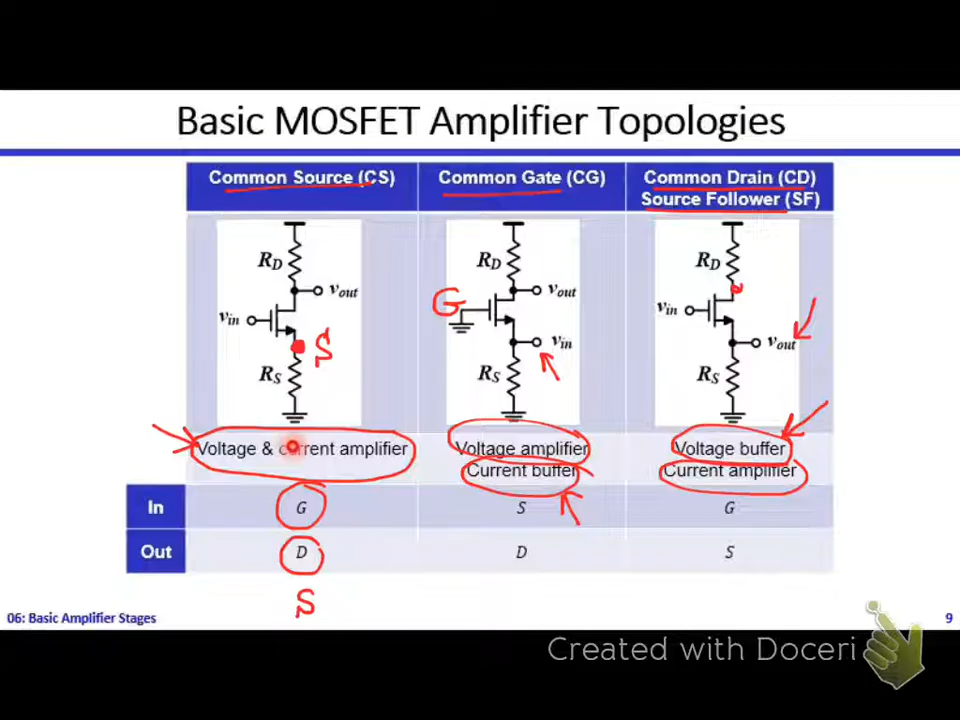 Basic MOSFET Amplifier Topologies
Common Source (CS) Common Gate (CG) Common Drain (CD)
Source Follower (SF)
R_D R_D R_D
v_out v_out
G
v_in v_in
S v_in v_out
R_S R_S R_S
Voltage & current amplifier Voltage amplifier Voltage buffer
Current buffer Current amplifier
In G S G
Out D D S
S
06: Basic Amplifier Stages 9
Created with Doceri